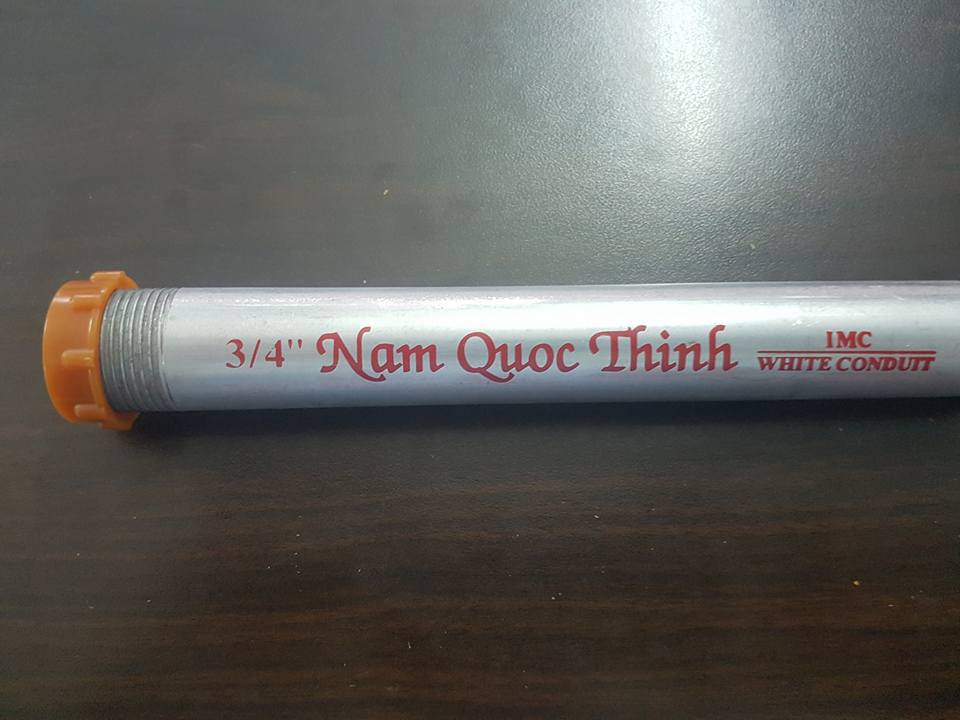 3/4" Nam Quoc Thinh
IMC
WHITE CONDUIT